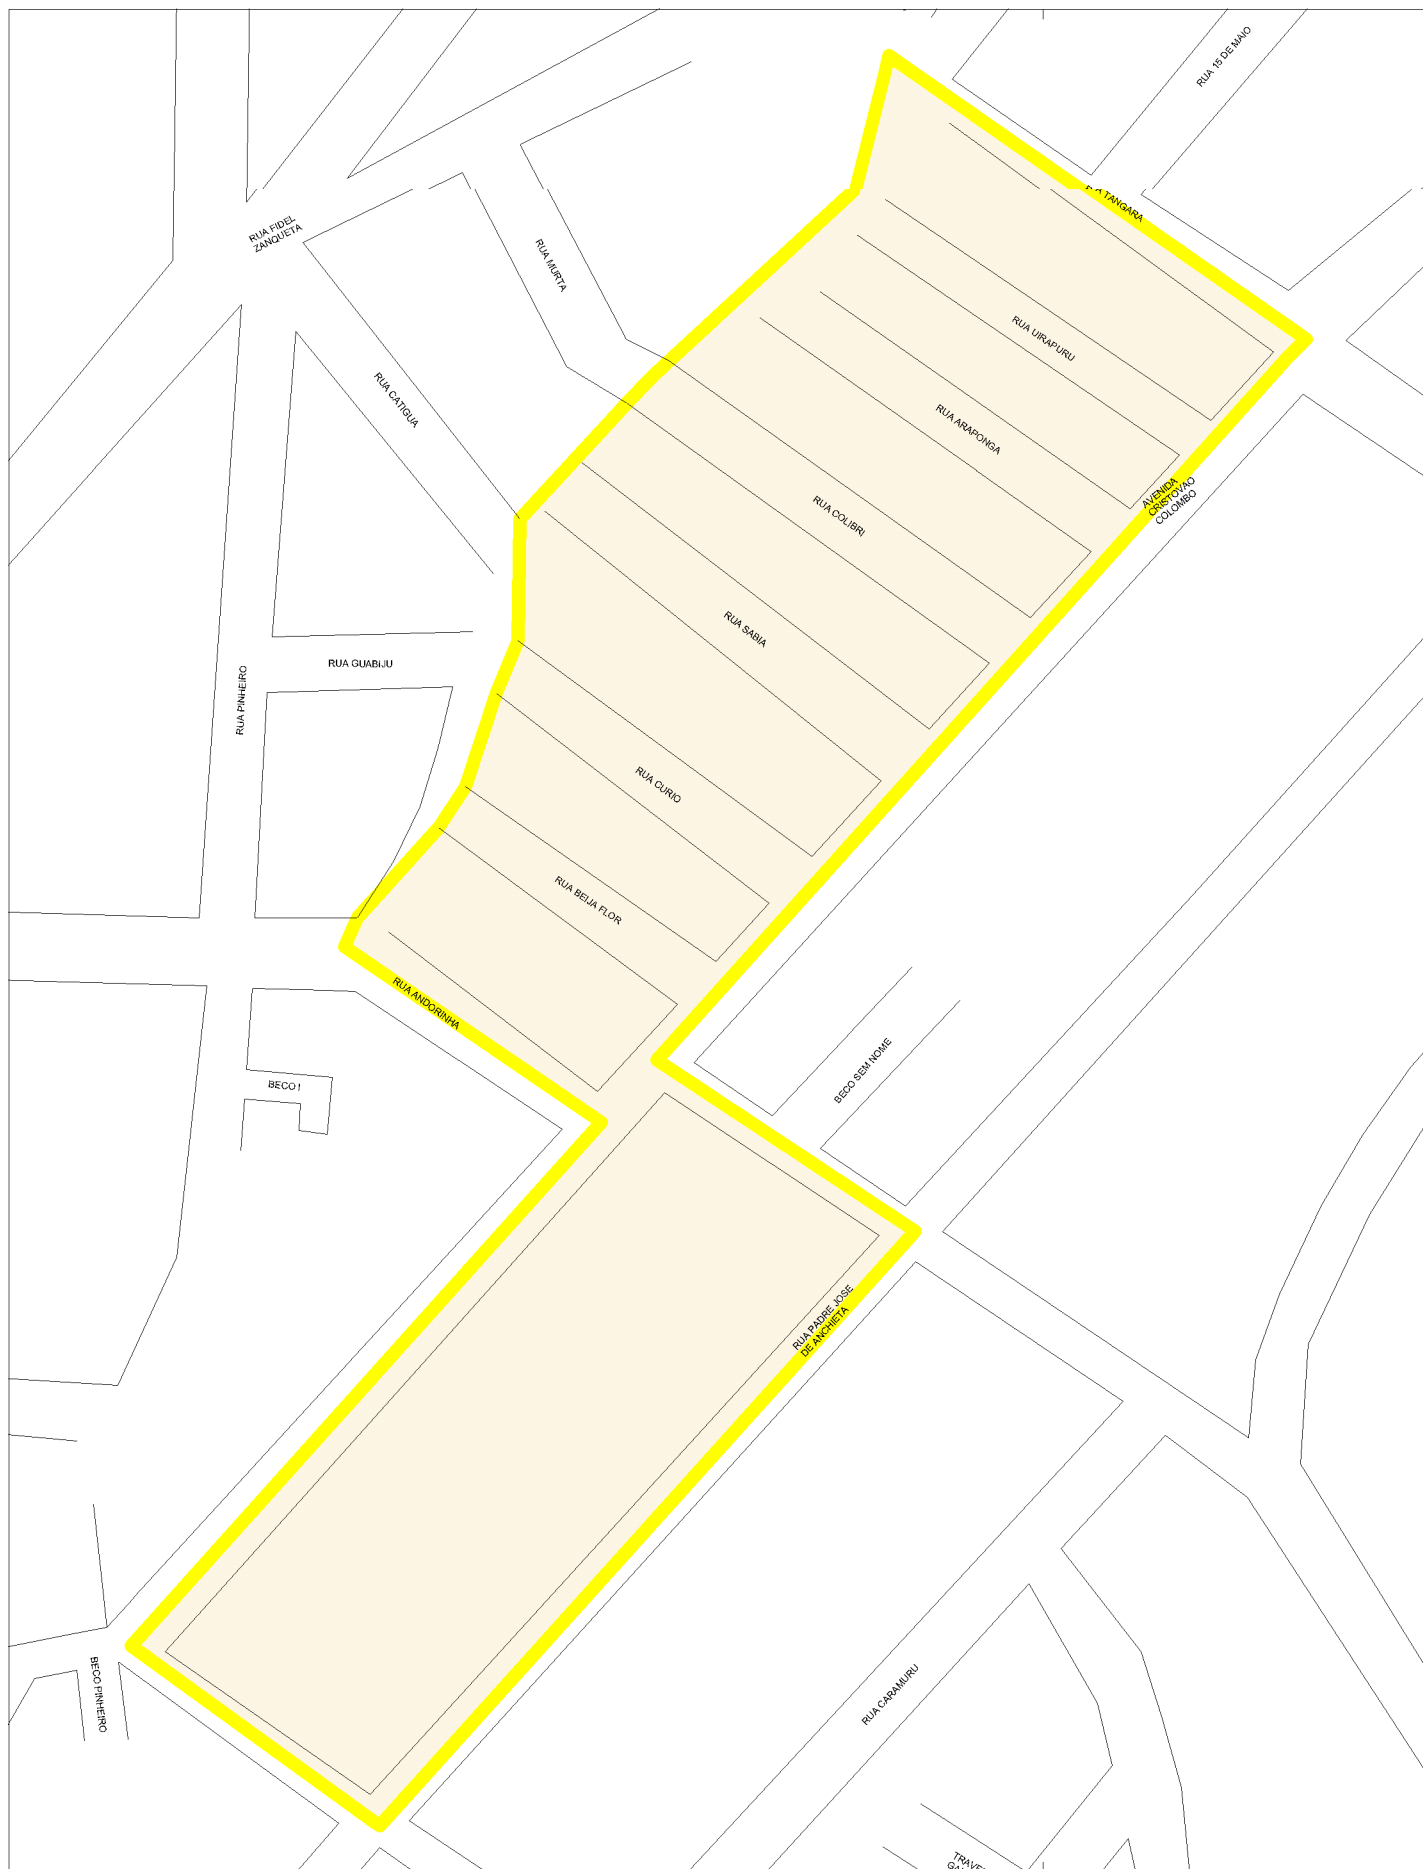 RUA 15 DE MAIO
TANGARA
RUA FIDEL
ZANQUETA
RUA MURTA
RUA UIRAPURU
RUA CATIGUA
RUA ARAPONGA
AVENIDA
CRISTOVAO
COLOMBO
RUA COLIBRI
RUA SABIA
RUA GUABIJU
RUA PINHEIRO
RUA CURIO
RUA BEIJA FLOR
RUA ANDORINHA
BECO SEM NOME
BECO I
RUA PADRE JOSE
DE ANCHIETA
RUA CARAMURU
BECO PINHEIRO